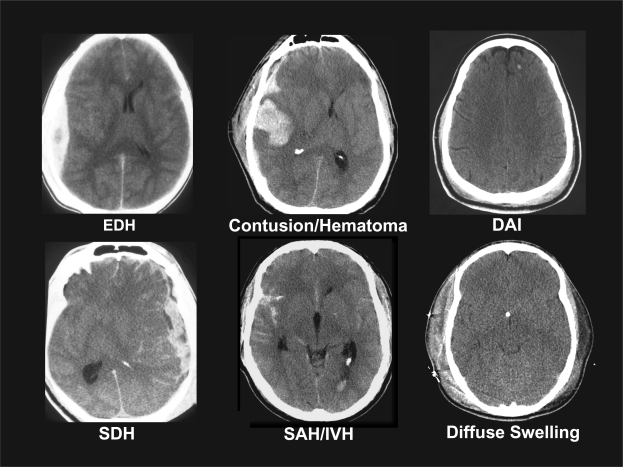 EDH
Contusion/Hematoma
DAI
SDH
SAH/IVH
Diffuse Swelling